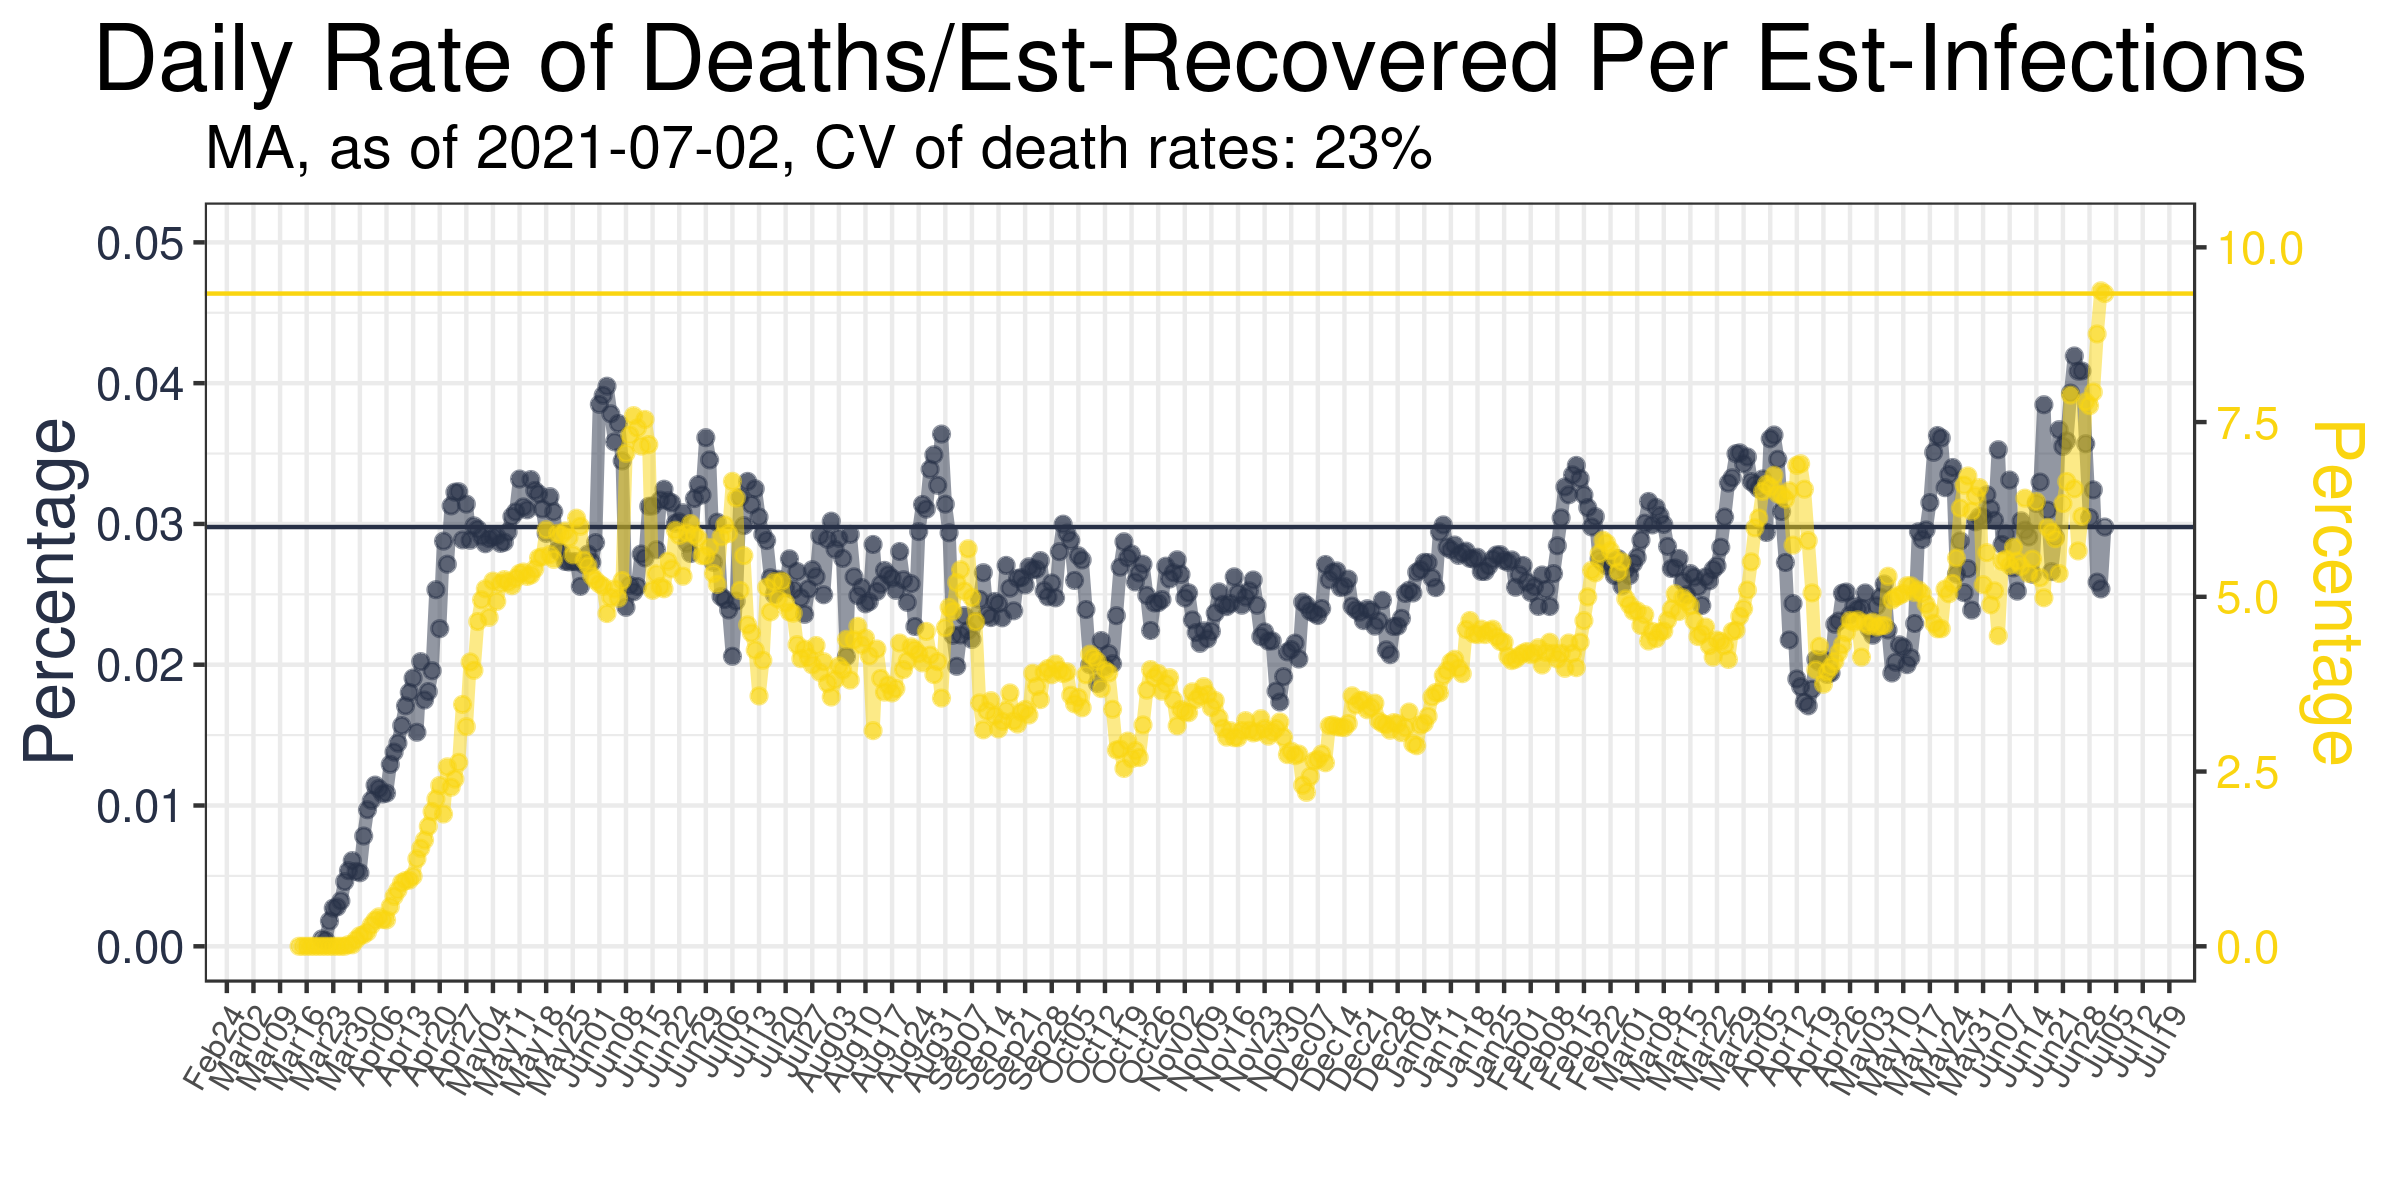 Daily Rate of Deaths/Est-Recovered Per Est-Infections
MA, as of 2021-07-02, CV of death rates: 23%
Percentage
0.05
0.04
0.03
0.02
0.01
0.00
10.0
7.5
5.0
2.5
0.0
Percentage
Feb24
Mar02
Mar09
Mar16
Mar23
Mar30
Apr06
Apr13
Apr20
Apr27
May04
May11
May18
May25
Jun01
Jun08
Jun15
Jun22
Jun29
Jul06
Jul13
Jul20
Jul27
Aug03
Aug10
Aug17
Aug24
Aug31
Sep07
Sep14
Sep21
Sep28
Oct05
Oct12
Oct19
Oct26
Nov02
Nov09
Nov16
Nov23
Nov30
Dec07
Dec14
Dec21
Dec28
Jan04
Jan11
Jan18
Jan25
Feb01
Feb08
Feb15
Feb22
Mar01
Mar08
Mar15
Mar22
Mar29
Apr05
Apr12
Apr19
Apr26
May03
May10
May17
May24
May31
Jun07
Jun14
Jun21
Jun28
Jul05
Jul12
Jul19